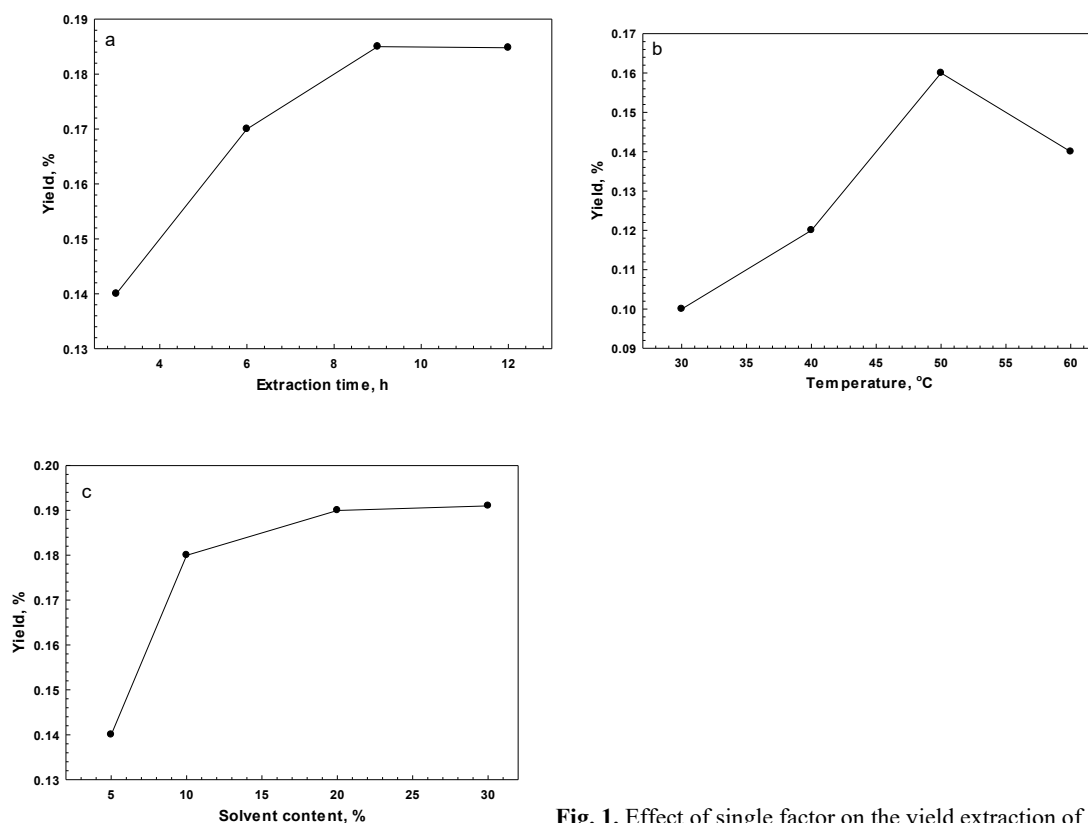 a
0.19
0.18
0.17
0.16
0.15
0.14
0.13
Yield, %
4 6 8 10 12
Extraction time, h
b
0.17
0.16
0.15
0.14
0.13
0.12
0.11
0.10
0.09
Yield, %
30 35 40 45 50 55 60
Temperature, °C
c
0.20
0.19
0.18
0.17
0.16
0.15
0.14
0.13
Yield, %
5 10 15 20 25 30
Solvent content, %
Fig. 1. Effect of single factor on the yield extraction of